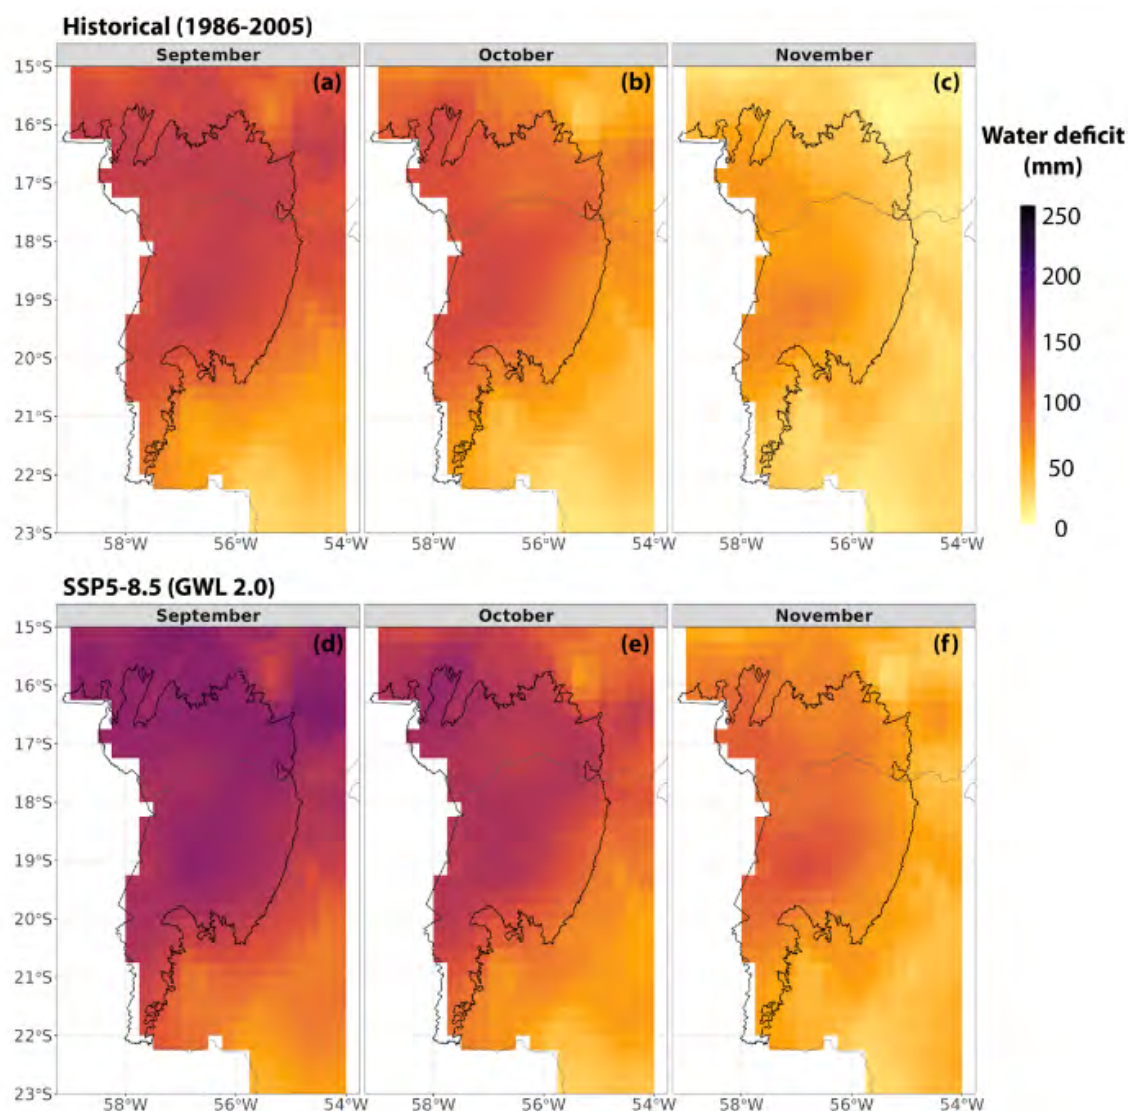 Historical (1986-2005)
September October November
(a) (b) (c)
15°S
16°S
17°S
18°S
19°S
20°S
21°S
22°S
23°S
58°W 56°W 54°W 58°W 56°W 54°W 58°W 56°W 54°W
Water deficit
(mm)
250
200
150
100
50
0
SSP5-8.5 (GWL 2.0)
September October November
(d) (e) (f)
15°S
16°S
17°S
18°S
19°S
20°S
21°S
22°S
23°S
58°W 56°W 54°W 58°W 56°W 54°W 58°W 56°W 54°W